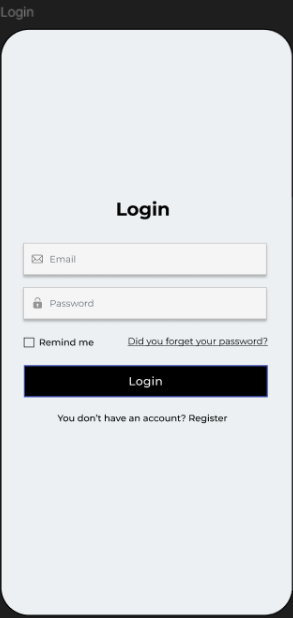 Login
Login
Email
Password
Remind me Did you forget your password?
Login
You don't have an account? Register